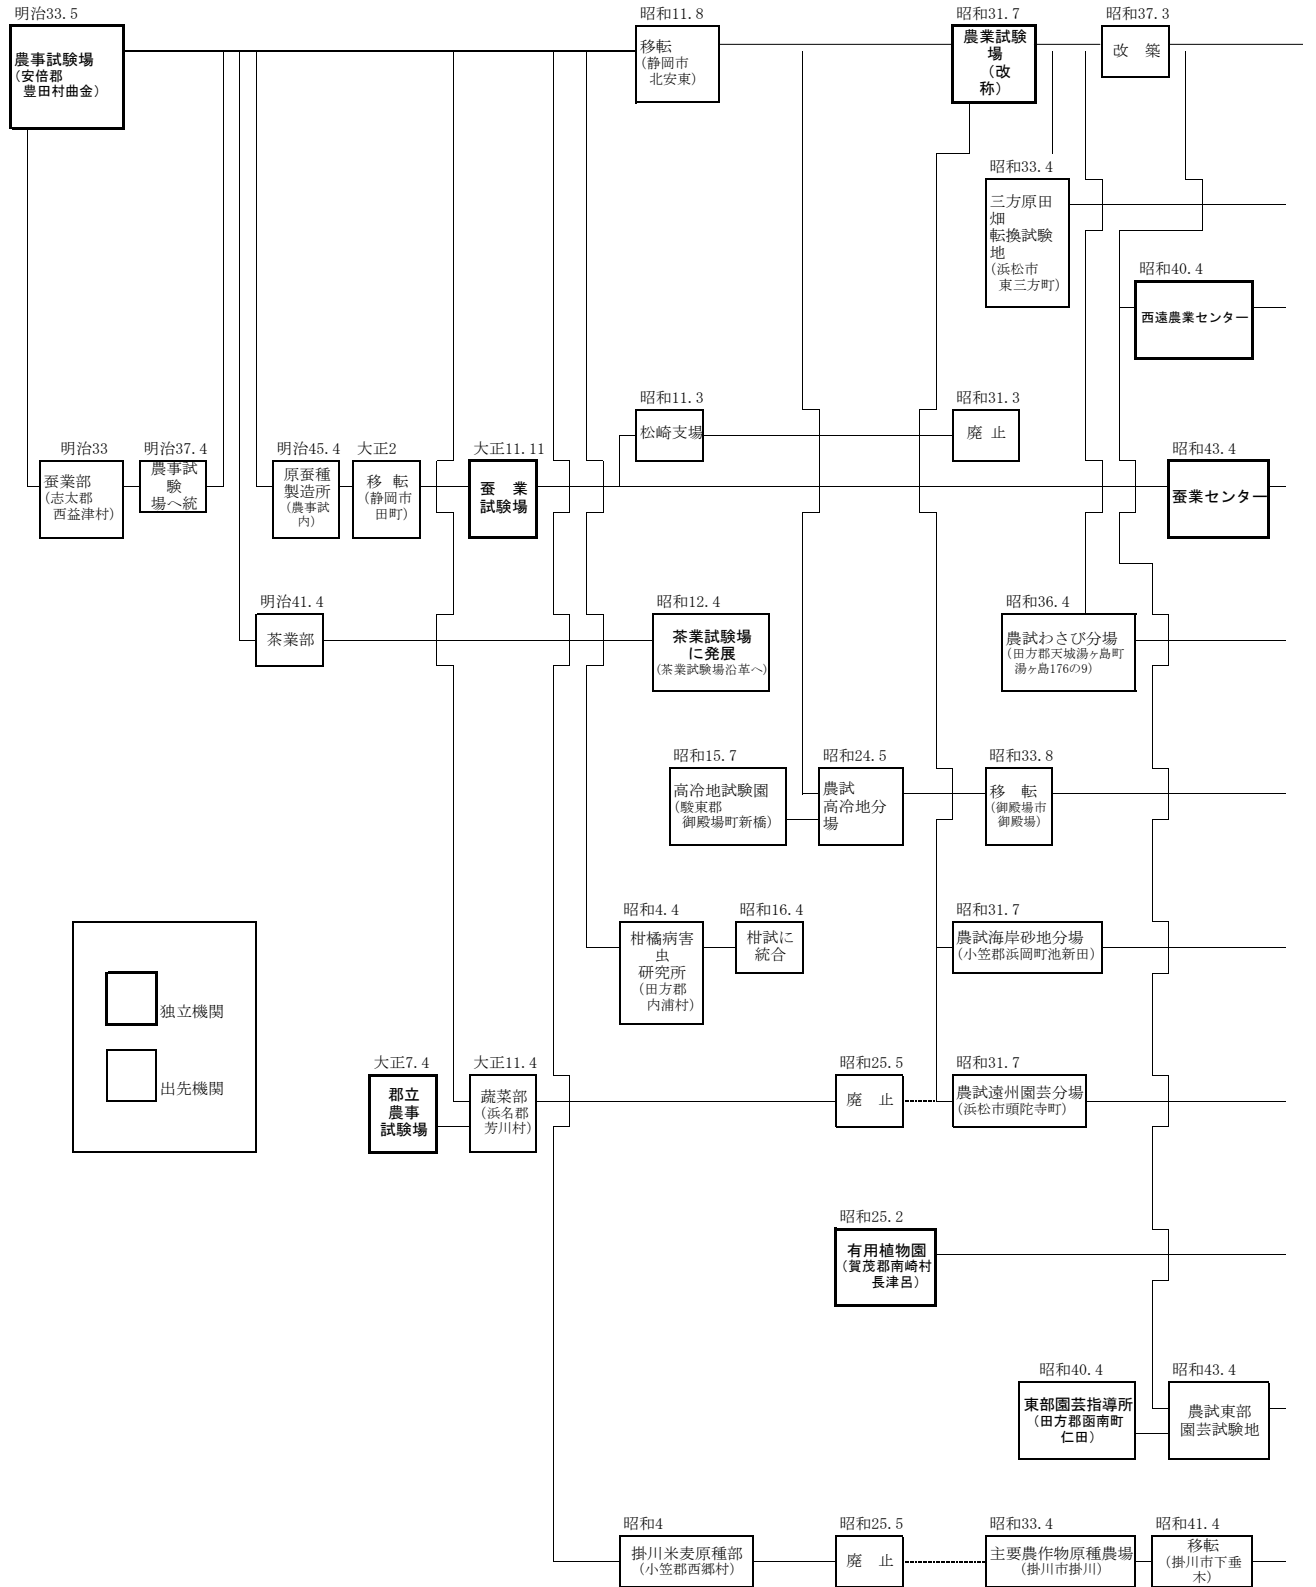 明治33.5
農事試験場
(安倍郡
豊田村曲金)
昭和11.8
移転
(静岡市
北安東)
昭和31.7
農業試験
場
(改
称)
昭和37.3
改 築
昭和33.4
三方原田
畑
転換試験
地
(浜松市
東三方町)
昭和40.4
西遠農業センター
昭和11.3
松崎支場
昭和31.3
廃 止
明治33
蚕業部
(志太郡
西益津村)
明治37.4
農事試
験
場へ統
明治45.4
原蚕種
製造所
(農事試
内)
大正2
移 転
(静岡市
田町)
大正11.11
蚕 業
試験場
昭和43.4
蚕業センター
明治41.4
茶業部
昭和12.4
茶業試験場
に発展
(茶業試験場沿革へ)
昭和36.4
農試わさび分場
(田方郡天城湯ヶ島町
湯ヶ島176の9)
昭和15.7
高冷地試験園
(駿東郡
御殿場町新橋)
昭和24.5
農試
高冷地分
場
昭和33.8
移 転
(御殿場市
御殿場)
昭和4.4
柑橘病害
虫
研究所
(田方郡
内浦村)
昭和16.4
柑試に
統合
昭和31.7
農試海岸砂地分場
(小笠郡浜岡町池新田)
独立機関
出先機関
大正7.4
郡立
農事
試験場
大正11.4
蔬菜部
(浜名郡
芳川村)
昭和25.5
廃 止
昭和31.7
農試遠州園芸分場
(浜松市頭陀寺町)
昭和25.2
有用植物園
(賀茂郡南崎村
長津呂)
昭和40.4
東部園芸指導所
(田方郡函南町
仁田)
昭和43.4
農試東部
園芸試験地
昭和4
掛川米麦原種部
(小笠郡西郷村)
昭和25.5
廃 止
昭和33.4
主要農作物原種農場
(掛川市掛川)
昭和41.4
移転
(掛川市下垂
木)